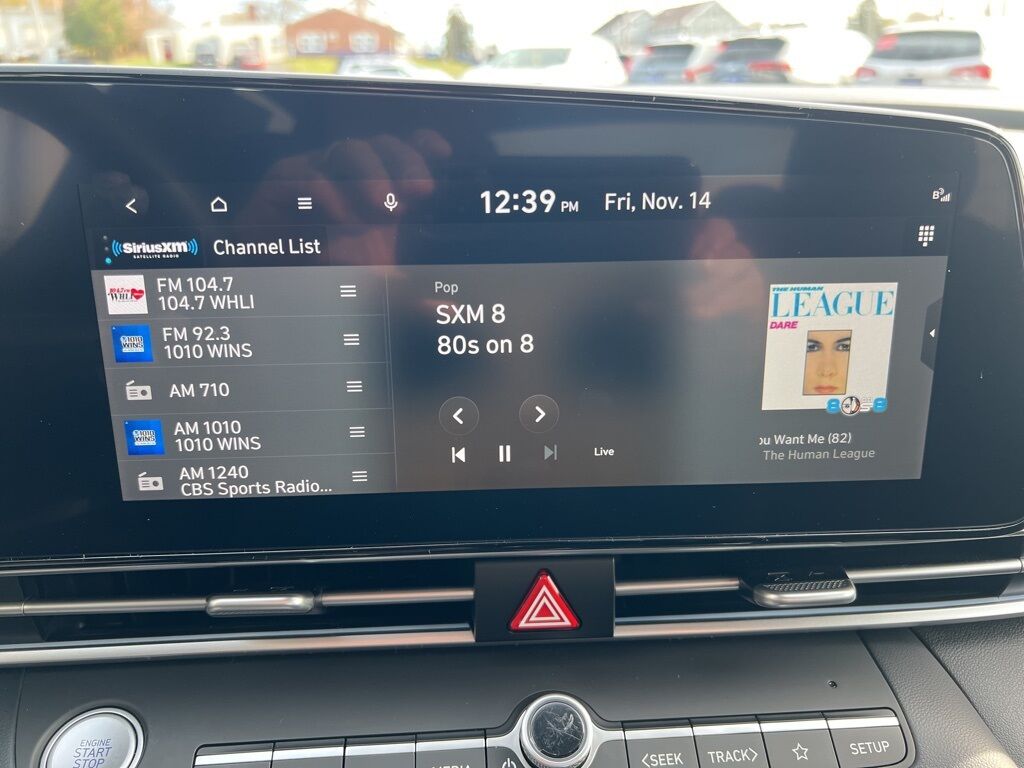 12:39 PM Fri, Nov. 14
SiriusXM
SATELLITE RADIO
Channel List
FM 104.7
104.7 WHLI
FM 92.3
1010 WINS
AM 710
AM 1010
1010 WINS
AM 1240
CBS Sports Radio...
Pop
SXM 8
80s on 8
Live
THE HUMAN
LEAGUE
DARE
ou Want Me (82)
The Human League
ENGINE
START
STOP
MEDIA
<SEEK
TRACK>
SETUP